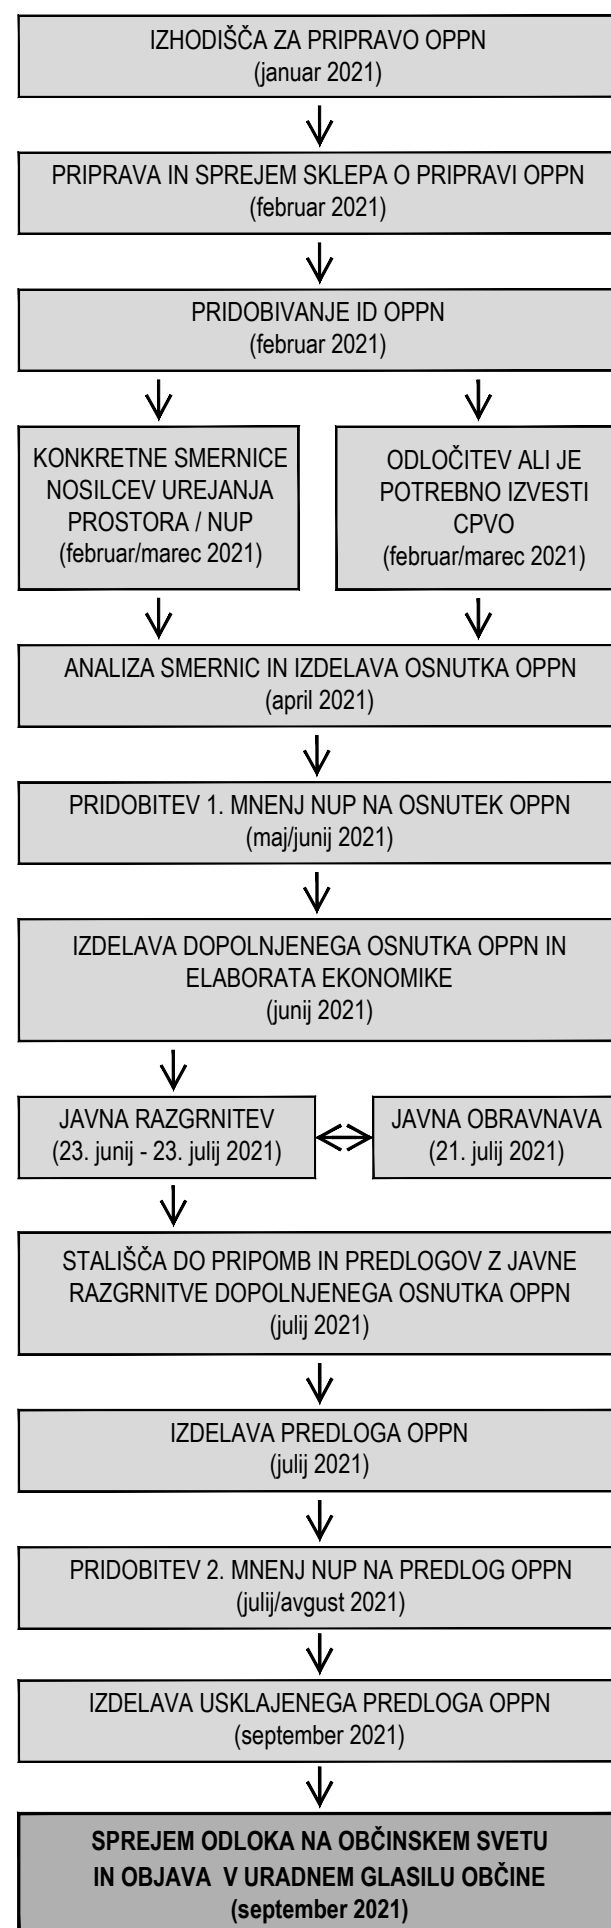 IZHODIŠČA ZA PRIPRAVO OPPN
(januar 2021)
PRIPRAVA IN SPREJEM SKLEPA O PRIPRAVI OPPN
(februar 2021)
PRIDOBIVANJE ID OPPN
(februar 2021)
KONKRETNE SMERNICE
NOSILCEV UREJANJA
PROSTORA / NUP
(februar/marec 2021)
ODLOČITEV ALI JE
POTREBNO IZVESTI
CPVO
(februar/marec 2021)
ANALIZA SMERNIC IN IZDELAVA OSNUTKA OPPN
(april 2021)
PRIDOBITEV 1. MNENJ NUP NA OSNUTEK OPPN
(maj/junij 2021)
IZDELAVA DOPOLNJENEGA OSNUTKA OPPN IN
ELABORATA EKONOMIKE
(junij 2021)
JAVNA RAZGRNITEV
(23. junij - 23. julij 2021)
JAVNA OBRAVNAVA
(21. julij 2021)
STALIŠČA DO PRIPOMB IN PREDLOGOV Z JAVNE
RAZGRNITVE DOPOLNJENEGA OSNUTKA OPPN
(julij 2021)
IZDELAVA PREDLOGA OPPN
(julij 2021)
PRIDOBITEV 2. MNENJ NUP NA PREDLOG OPPN
(julij/avgust 2021)
IZDELAVA USKLAJENEGA PREDLOGA OPPN
(september 2021)
SPREJEM ODLOKA NA OBČINSKEM SVETU
IN OBJAVA V URADNEM GLASILU OBČINE
(september 2021)